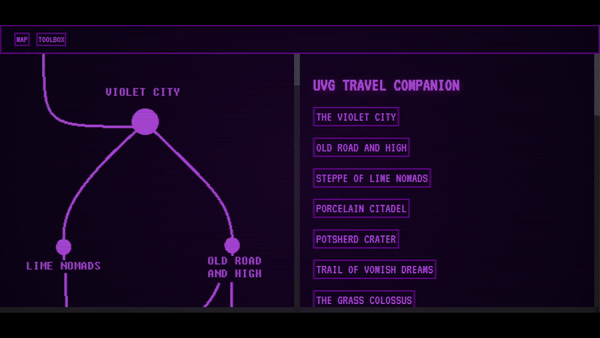 MAP TOOLBOX
VIOLET CITY
LIME NOMADS
OLD ROAD
AND HIGH
UVG TRAVEL COMPANION
THE VIOLET CITY
OLD ROAD AND HIGH
STEPPE OF LIME NOMADS
PORCELAIN CITADEL
POTSHERD CRATER
TRAIL OF VOMISH DREAMS
THE GRASS COLOSSUS